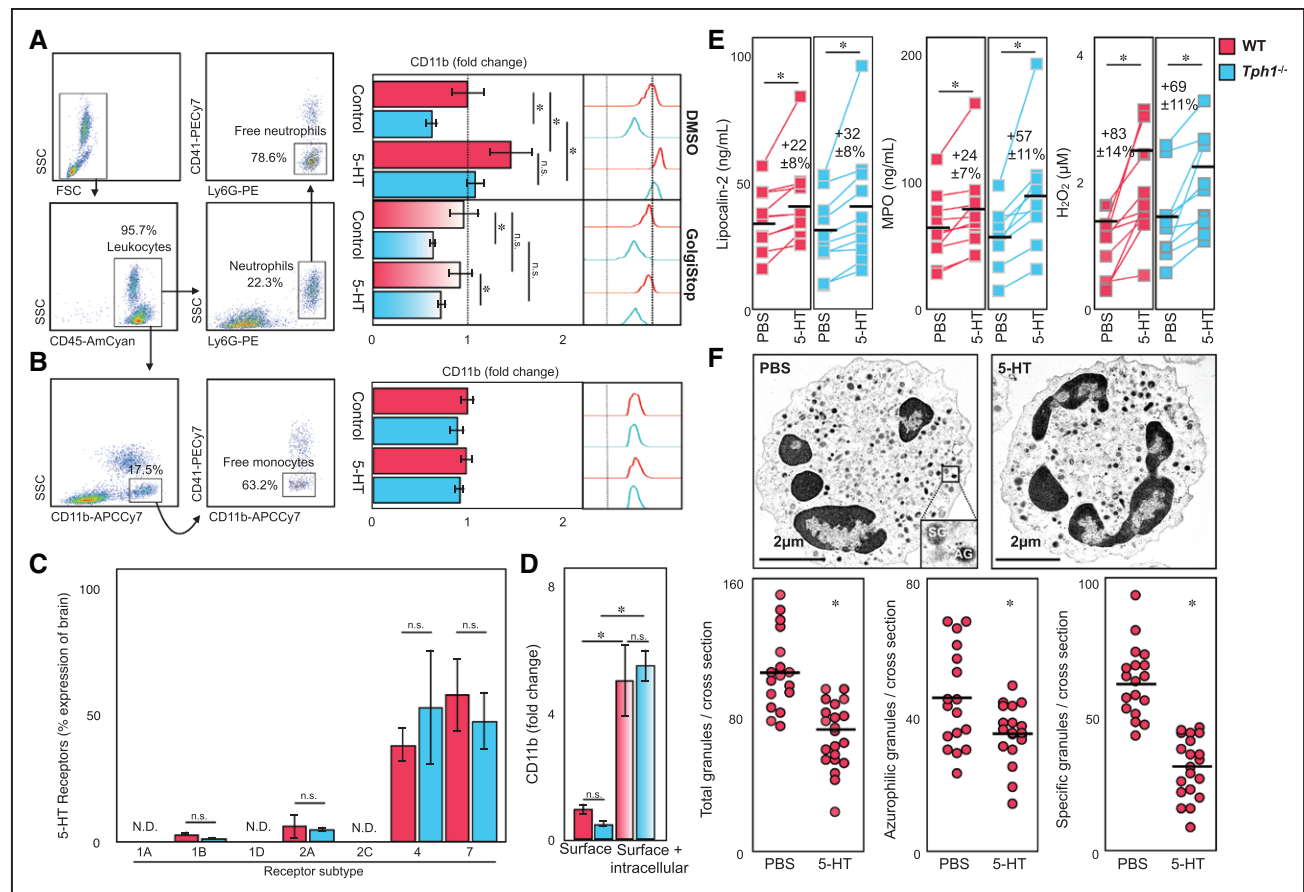 A
SSC
FSC
CD41-PECy7
Free neutrophils
78.6%
Ly6G-PE
SSC
95.7%
Leukocytes
CD45-AmCyan
SSC
Neutrophils
22.3%
Ly6G-PE
CD11b (fold change)
Control
5-HT
Control
5-HT
*
*
*
n.s.
*
n.s.
n.s.
*
DMSO
GolgiStop
0
1
2
B
SSC
17.5%
CD11b-APCCy7
CD41-PECy7
Free monocytes
63.2%
CD11b-APCCy7
CD11b (fold change)
Control
5-HT
0
1
2
C
5-HT Receptors (% expression of brain)
100
50
0
N.D.
n.s.
N.D.
n.s.
N.D.
n.s.
n.s.
1A
1B
1D
2A
2C
4
7
Receptor subtype
D
CD11b (fold change)
8
4
0
*
*
n.s.
n.s.
Surface
Surface +
intracellular
E
Lipocalin-2 (ng/mL)
100
50
0
*
+22
±8%
*
+32
±8%
PBS
5-HT
PBS
5-HT
MPO (ng/mL)
200
100
0
*
+24
±7%
*
+57
±11%
PBS
5-HT
PBS
5-HT
H2O2 (µM)
4
2
0
*
+83
±14%
*
+69
±11%
PBS
5-HT
PBS
5-HT
WT
Tph1-/-
F
PBS
2µm
SG
AG
5-HT
2µm
Total granules / cross section
160
80
0
*
PBS
5-HT
Azurophilic granules / cross section
80
40
0
*
PBS
5-HT
Specific granules / cross section
100
50
0
*
PBS
5-HT